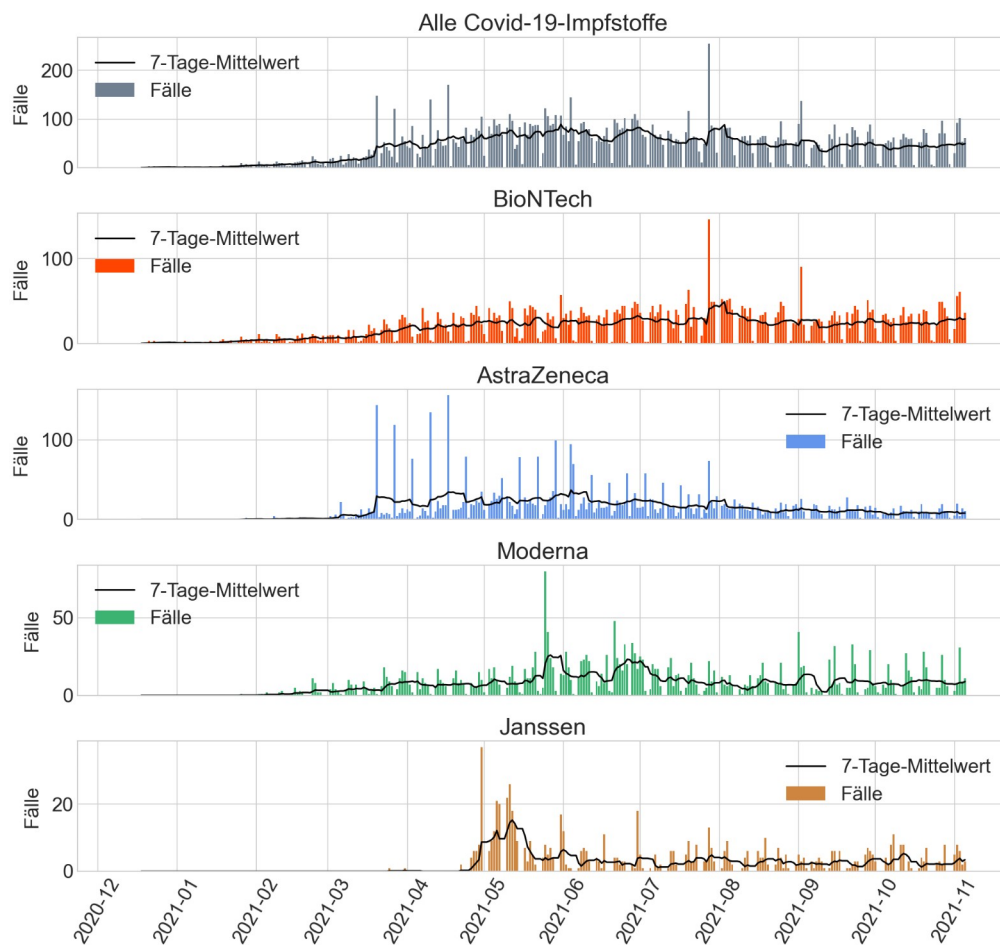 Alle Covid-19-Impfstoffe
Fälle
200
100
0
7-Tage-Mittelwert
Fälle
BioNTech
Fälle
100
0
7-Tage-Mittelwert
Fälle
AstraZeneca
Fälle
100
0
7-Tage-Mittelwert
Fälle
Moderna
Fälle
50
0
7-Tage-Mittelwert
Fälle
Janssen
Fälle
20
0
7-Tage-Mittelwert
Fälle
2020-12
2021-01
2021-02
2021-03
2021-04
2021-05
2021-06
2021-07
2021-08
2021-09
2021-10
2021-11